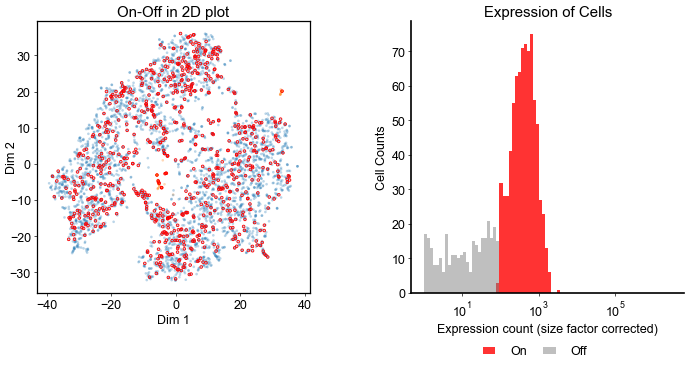 On-Off in 2D plot
Dim 2
30
20
10
0
−10
−20
−30
−40
−20
0
20
40
Dim 1
Expression of Cells
Cell Counts
70
60
50
40
30
20
10
0
10^1
10^3
10^5
Expression count (size factor corrected)
On
Off